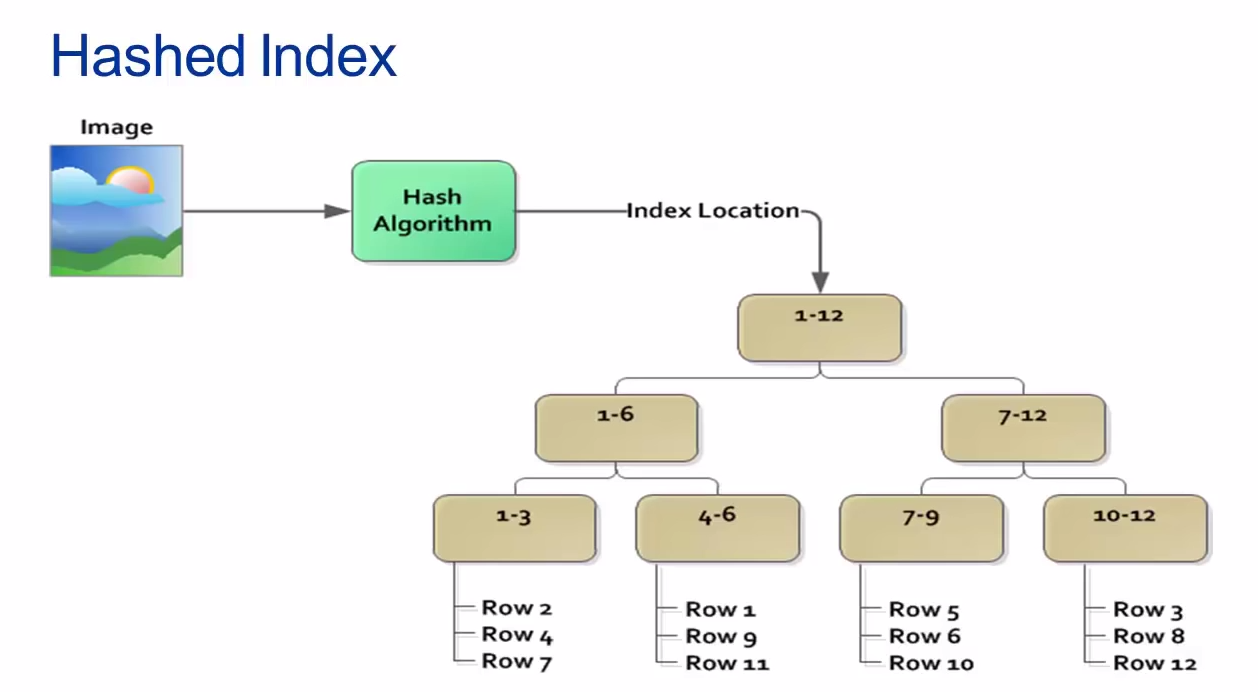 Hashed Index
Image
Hash
Algorithm
Index Location
1-12
1-6
7-12
1-3
4-6
7-9
10-12
Row 2
Row 4
Row 7
Row 1
Row 9
Row 11
Row 5
Row 6
Row 10
Row 3
Row 8
Row 12